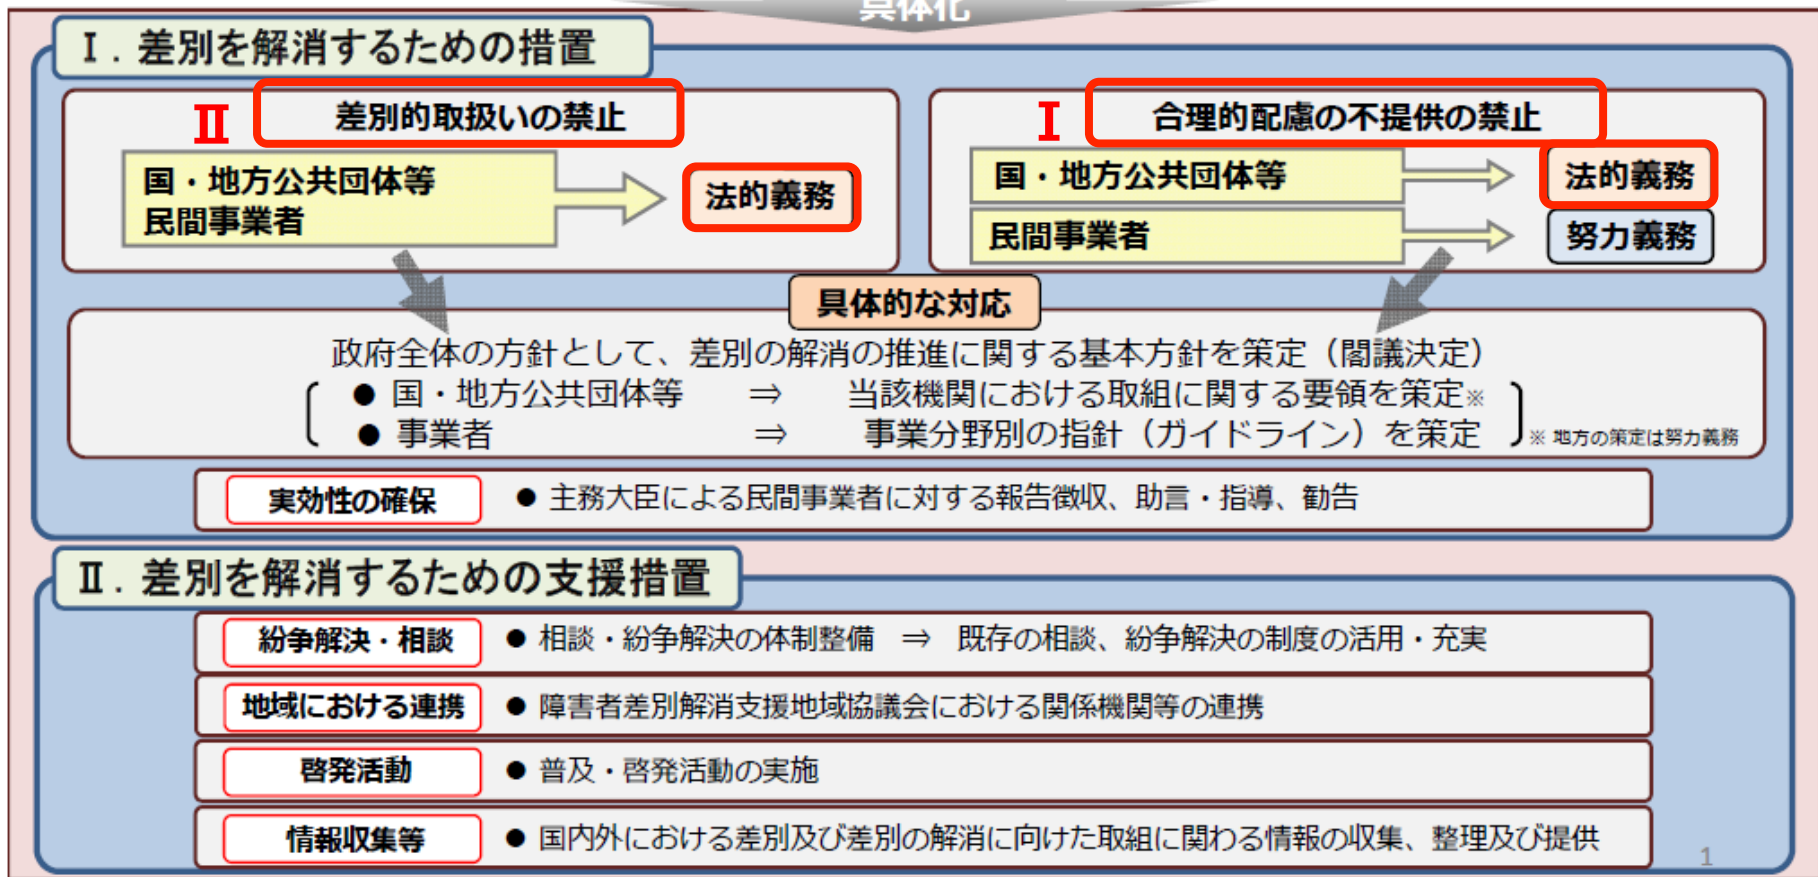 具体化
Ⅰ．差別を解消するための措置
Ⅱ 差別的取扱いの禁止
国・地方公共団体等
民間事業者
法的義務
Ⅰ 合理的配慮の不提供の禁止
国・地方公共団体等 法的義務
民間事業者 努力義務
具体的な対応
政府全体の方針として、差別の解消の推進に関する基本方針を策定（閣議決定）
● 国・地方公共団体等 ⇒ 当該機関における取組に関する要領を策定※
● 事業者 ⇒ 事業分野別の指針（ガイドライン）を策定
※ 地方の策定は努力義務
実効性の確保 ● 主務大臣による民間事業者に対する報告徴収、助言・指導、勧告
Ⅱ．差別を解消するための支援措置
紛争解決・相談 ● 相談・紛争解決の体制整備 ⇒ 既存の相談、紛争解決の制度の活用・充実
地域における連携 ● 障害者差別解消支援地域協議会における関係機関等の連携
啓発活動 ● 普及・啓発活動の実施
情報収集等 ● 国内外における差別及び差別の解消に向けた取組に関わる情報の収集、整理及び提供
1